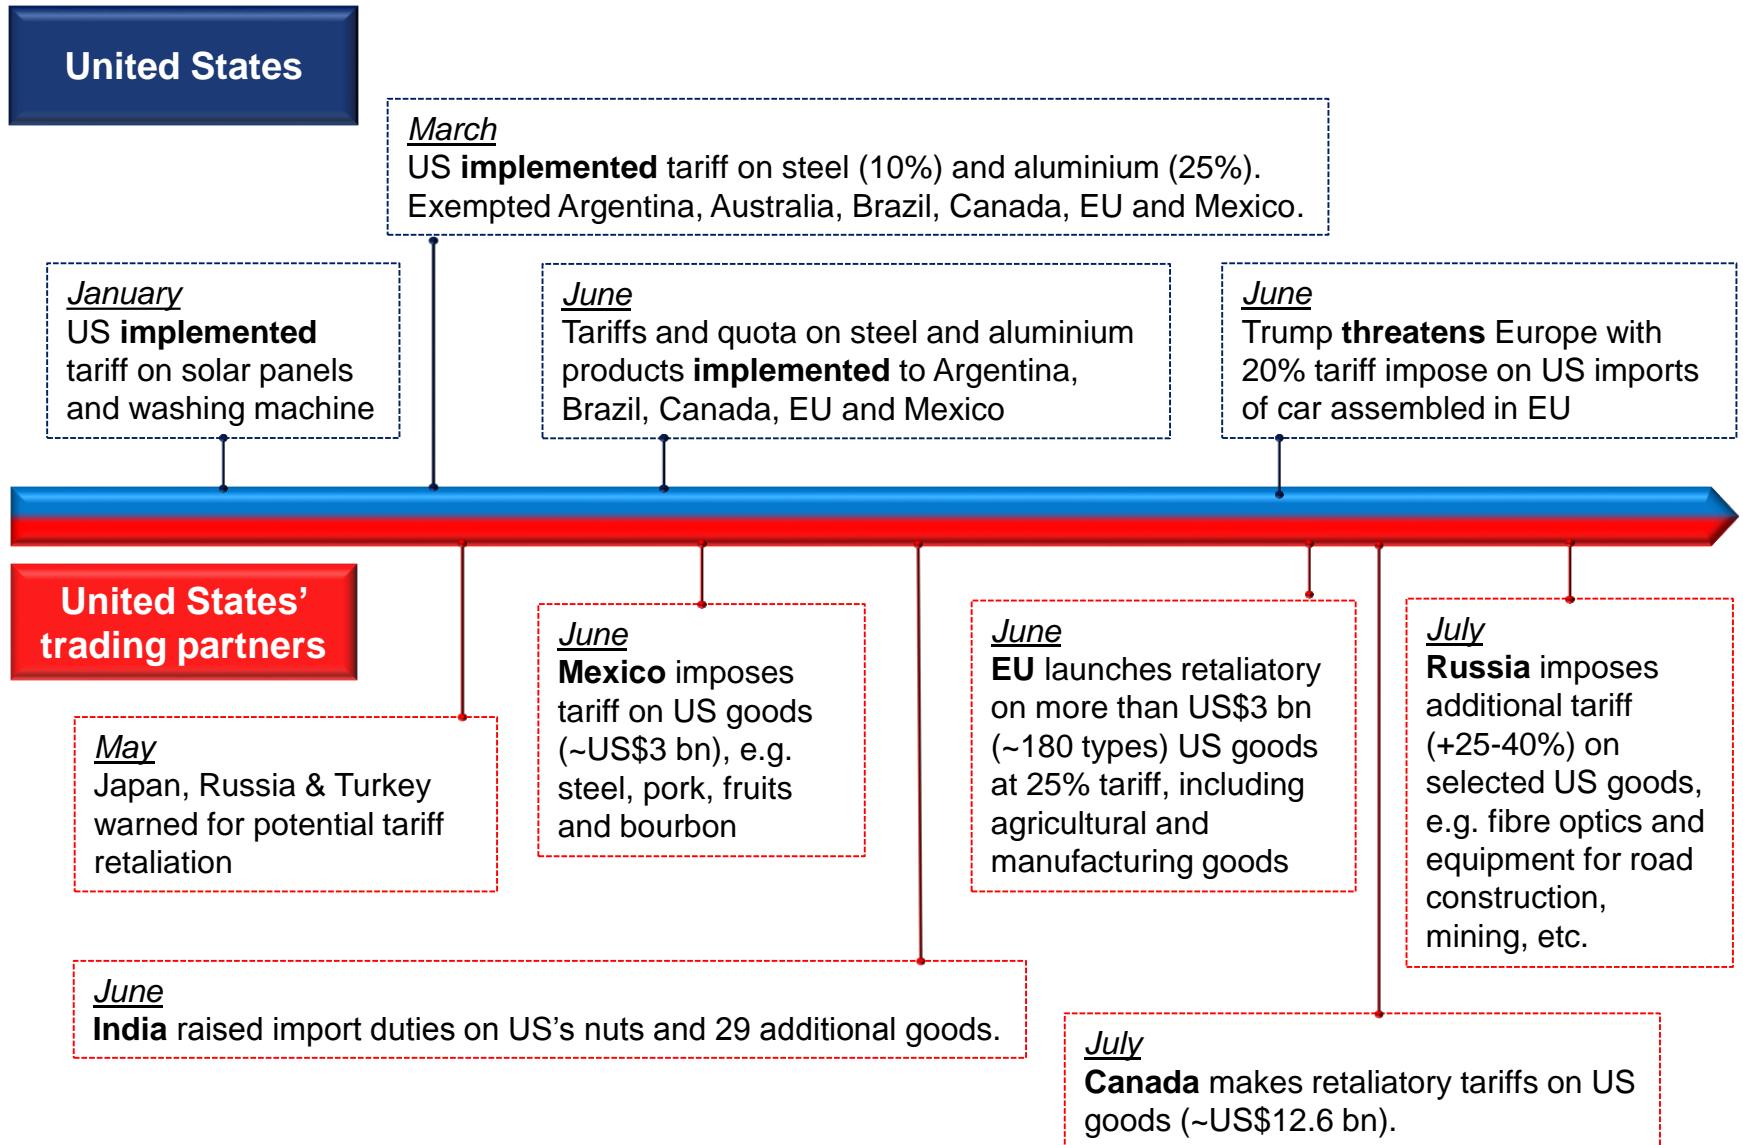 United States
March
US implemented tariff on steel (10%) and aluminium (25%).
Exempted Argentina, Australia, Brazil, Canada, EU and Mexico.
January
US implemented
tariff on solar panels
and washing machine
June
Tariffs and quota on steel and aluminium
products implemented to Argentina,
Brazil, Canada, EU and Mexico
June
Trump threatens Europe with
20% tariff impose on US imports
of car assembled in EU
United States’
trading partners
May
Japan, Russia & Turkey
warned for potential tariff
retaliation
June
Mexico imposes
tariff on US goods
(~US$3 bn), e.g.
steel, pork, fruits
and bourbon
June
EU launches retaliatory
on more than US$3 bn
(~180 types) US goods
at 25% tariff, including
agricultural and
manufacturing goods
July
Russia imposes
additional tariff
(+25-40%) on
selected US goods,
e.g. fibre optics and
equipment for road
construction,
mining, etc.
June
India raised import duties on US’s nuts and 29 additional goods.
July
Canada makes retaliatory tariffs on US
goods (~US$12.6 bn).